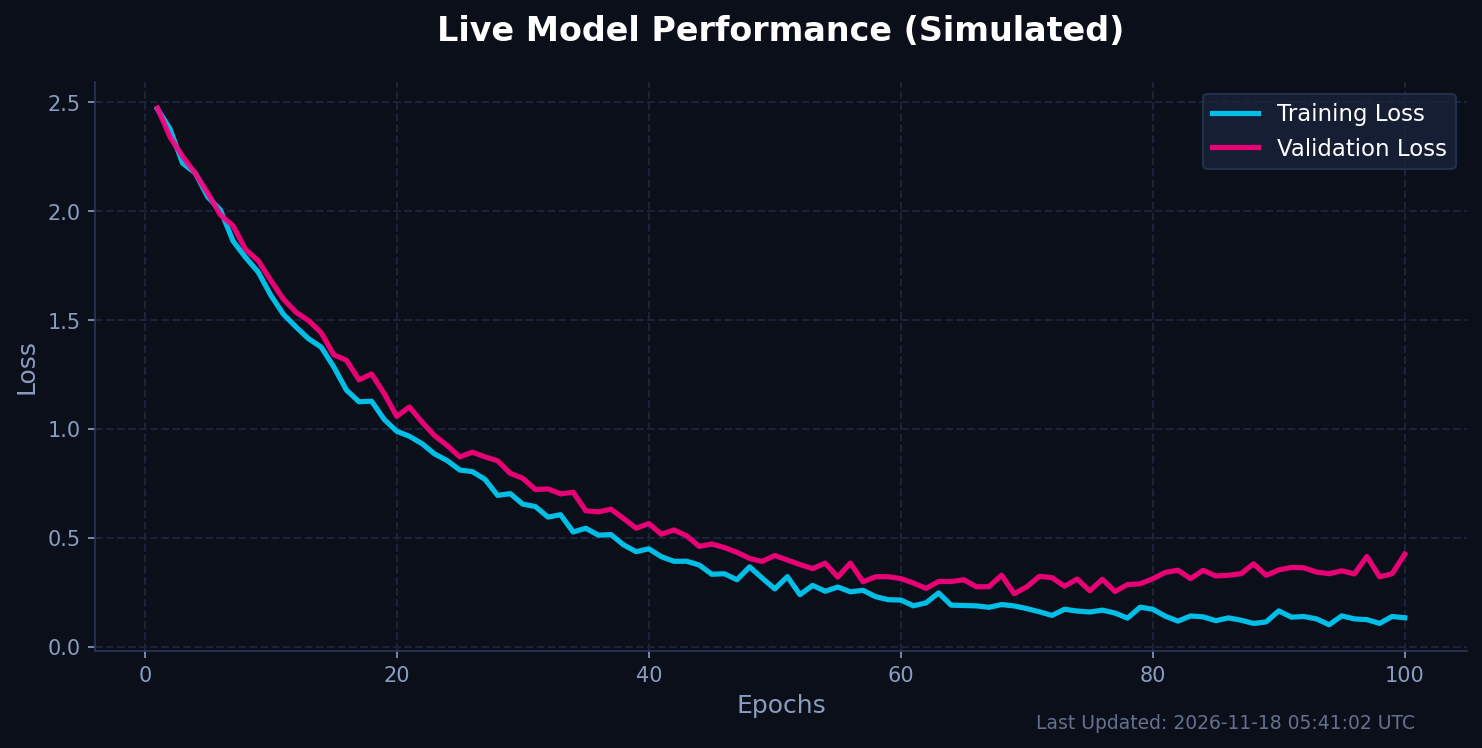 Live Model Performance (Simulated)
Training Loss
Validation Loss
2.5
2.0
1.5
1.0
0.5
0.0
Loss
0 20 40 60 80 100
Epochs
Last Updated: 2026-11-18 05:41:02 UTC